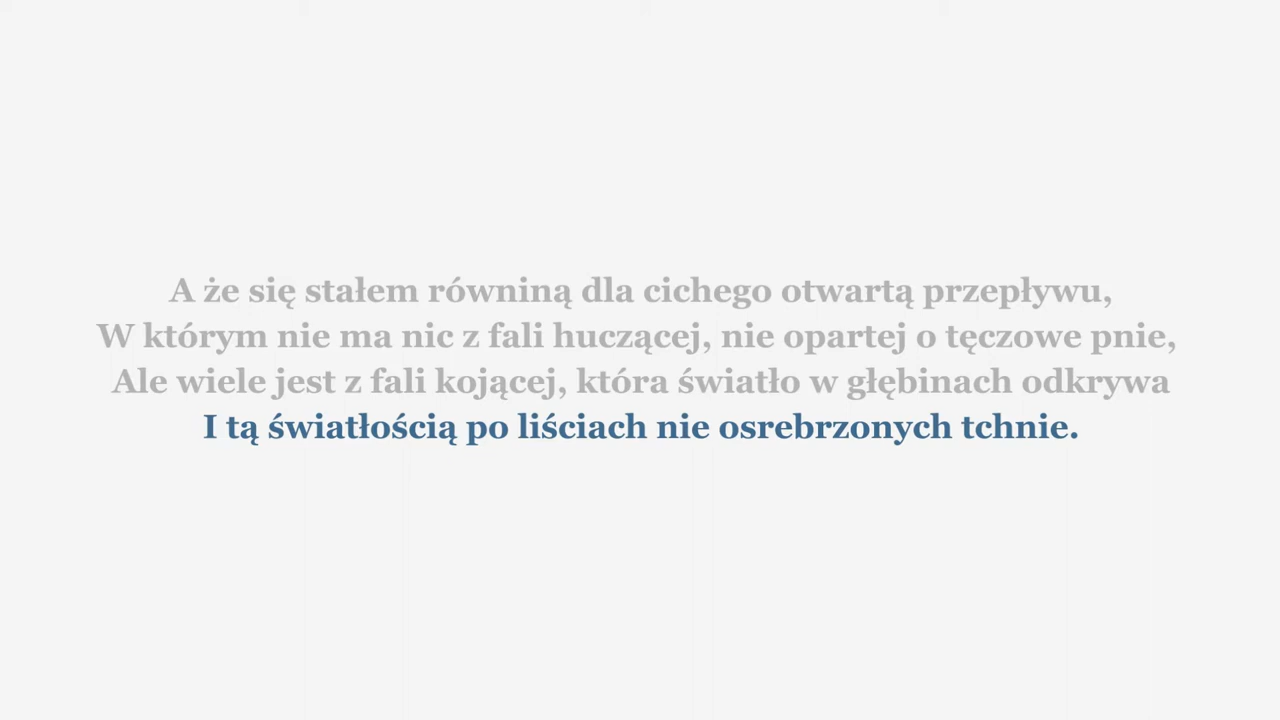 A że się stałem równiną dla cichego otwartą przepływu,
W którym nie ma nic z fali huczącej, nie opartej o tęczowe pnie,
Ale wiele jest z fali kojącej, która światło w głębinach odkrywa
I tą światłością po liściach nie osrebrzonych tchnie.